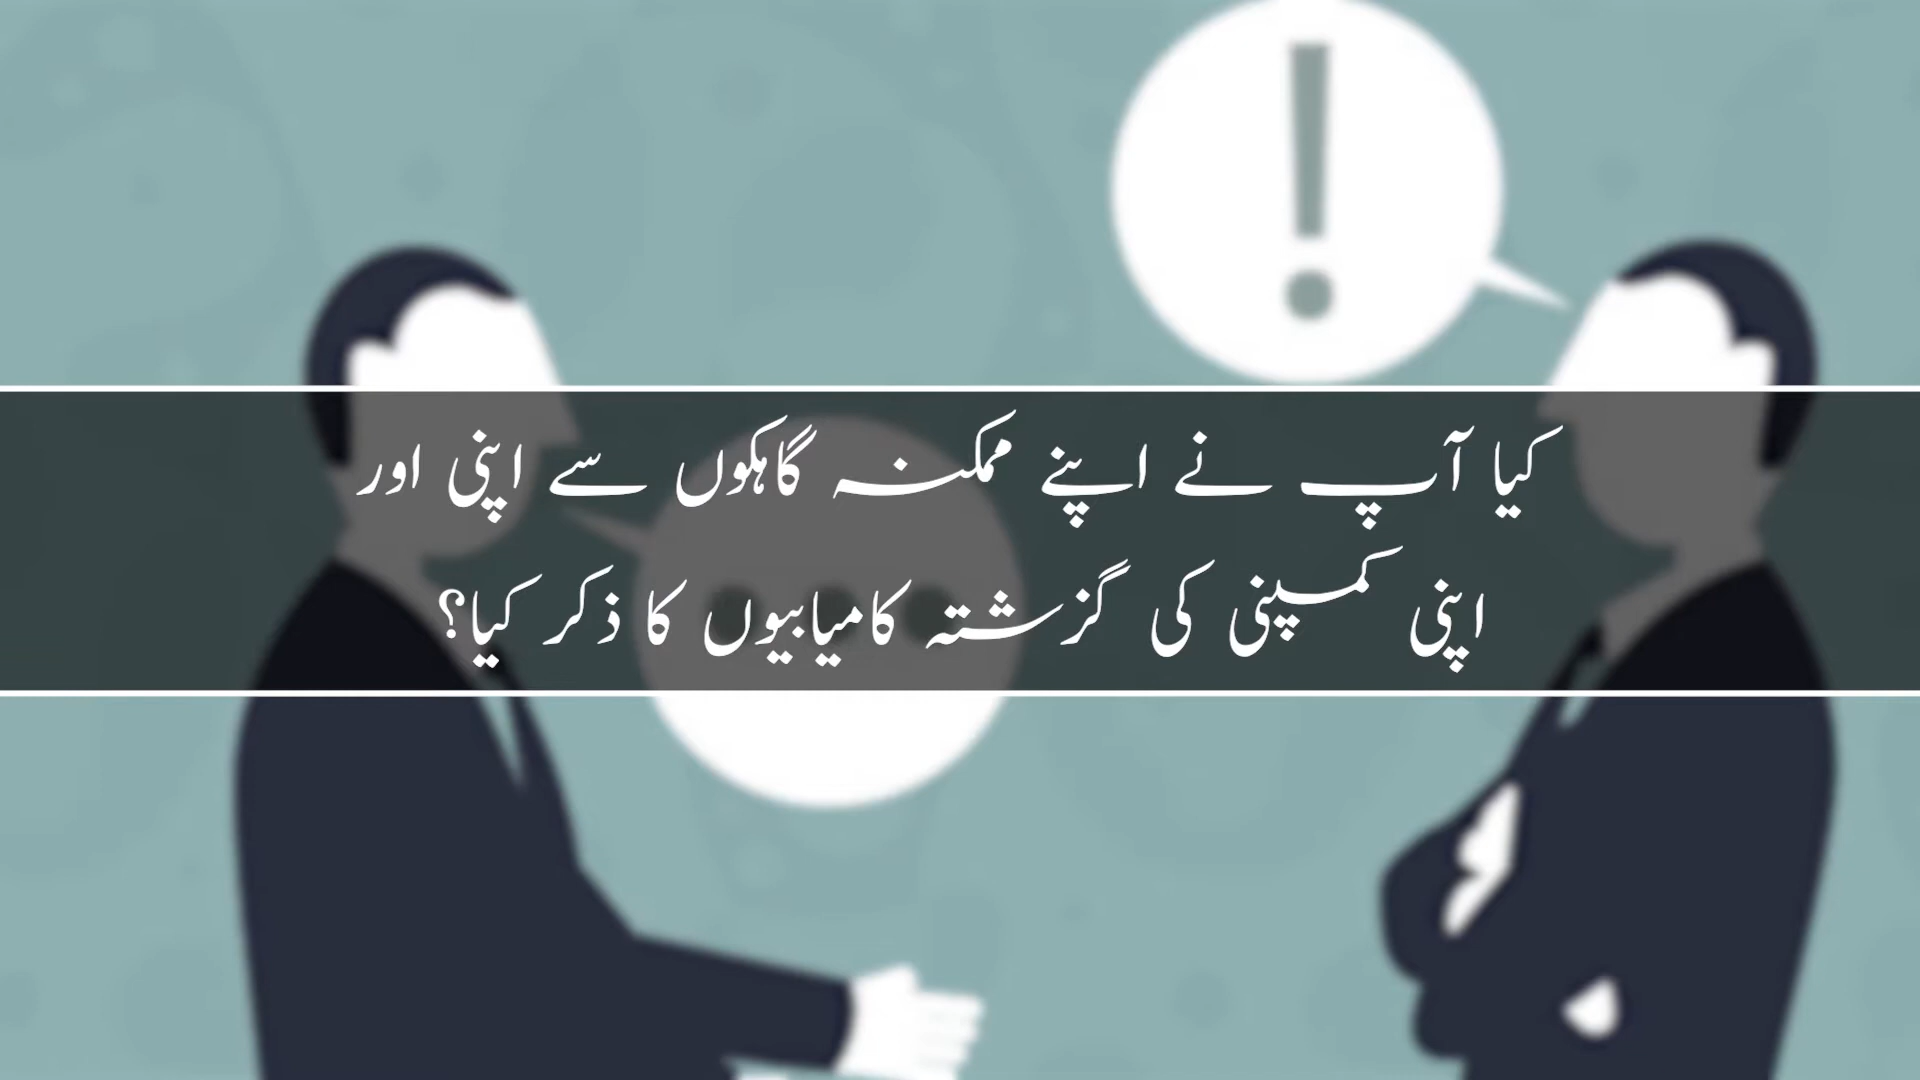 کیا آپ نے اپنے ممکنہ گاہکوں سے اپنی اور
اپنی کمپنی کی گزشتہ کامیابیوں کا ذکر کیا؟